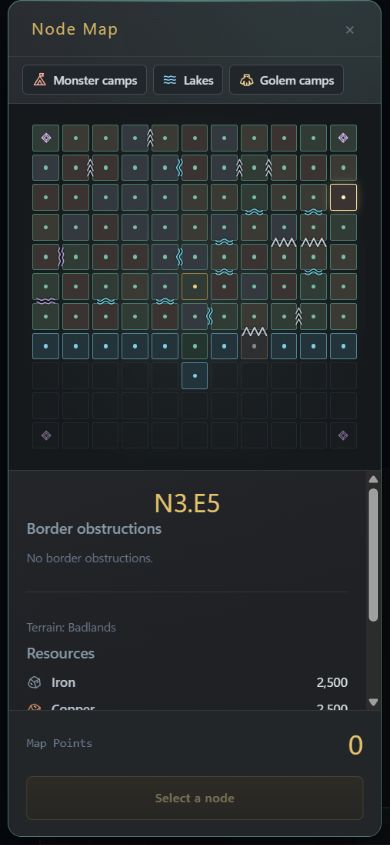 Node Map
×
Monster camps
Lakes
Golem camps
N3.E5
Border obstructions
No border obstructions.
Terrain: Badlands
Resources
Iron 2,500
Copper 2,500
Map Points 0
Select a node